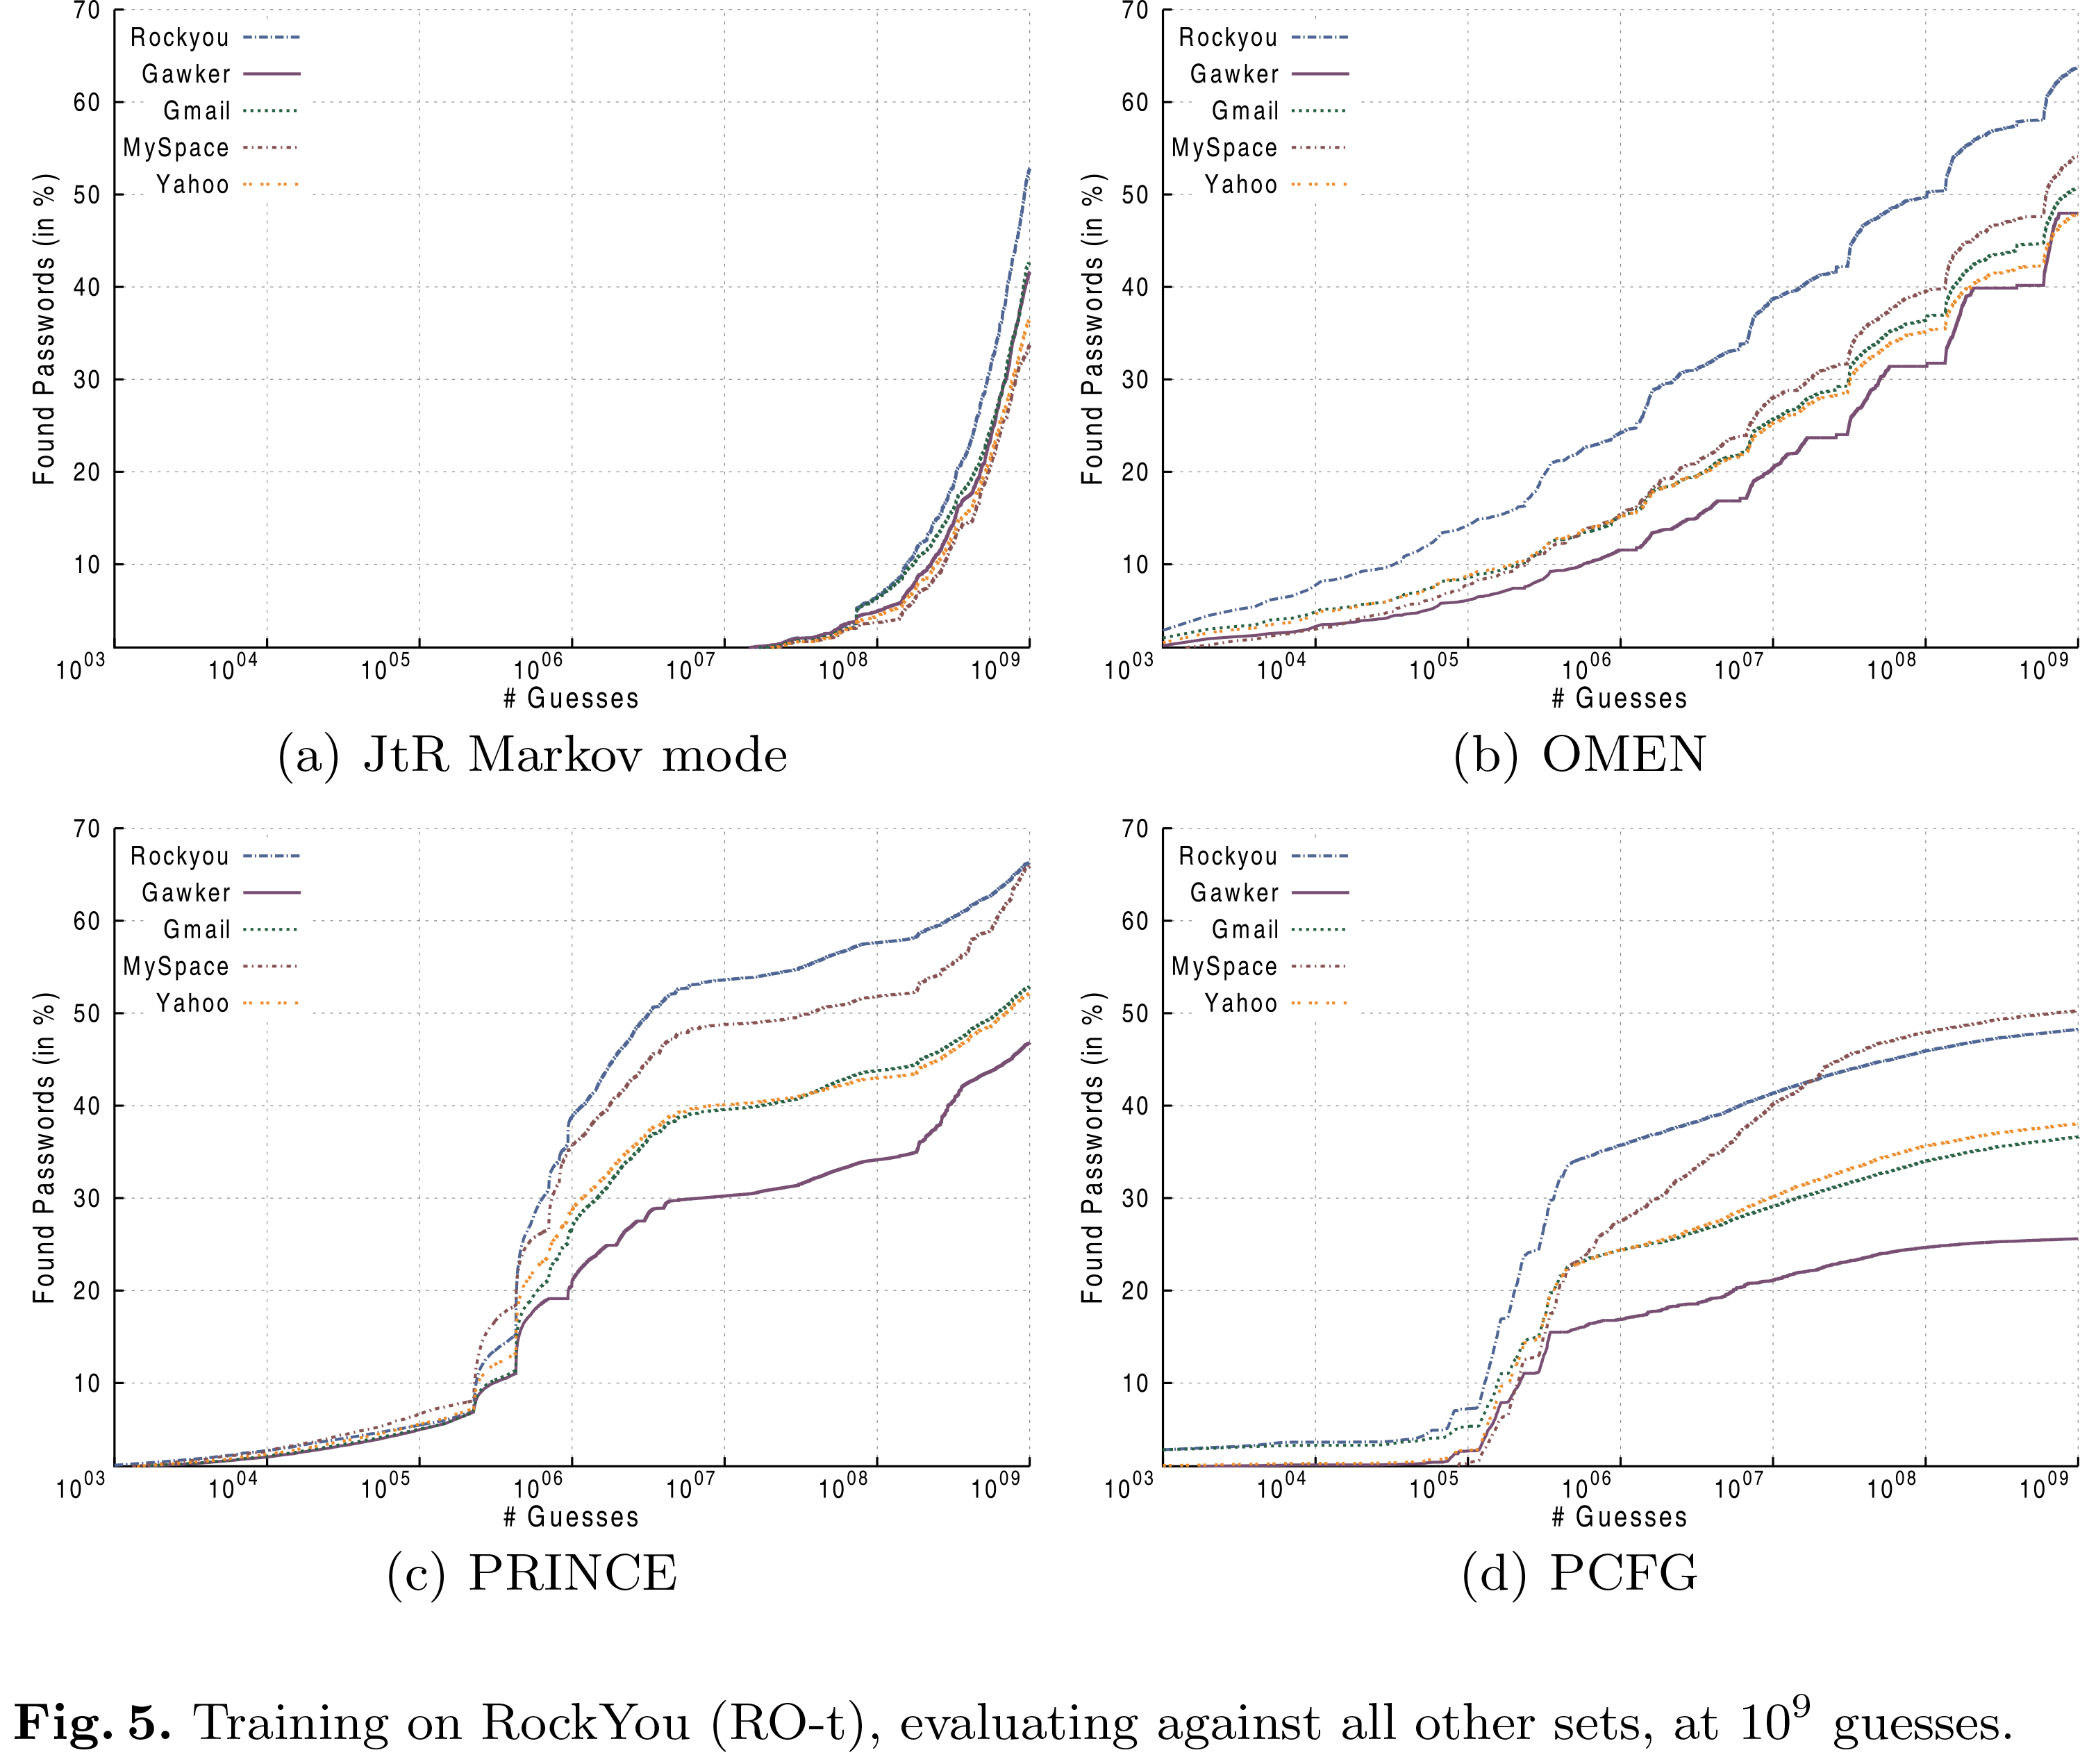 70
60
50
40
30
20
10
Found Passwords (in %)
Rockyou
Gawker
Gmail
MySpace
Yahoo
10^03 10^04 10^05 10^06 10^07 10^08 10^09
# Guesses
(a) JtR Markov mode
70
60
50
40
30
20
10
Found Passwords (in %)
Rockyou
Gawker
Gmail
MySpace
Yahoo
10^03 10^04 10^05 10^06 10^07 10^08 10^09
# Guesses
(b) OMEN
70
60
50
40
30
20
10
Found Passwords (in %)
Rockyou
Gawker
Gmail
MySpace
Yahoo
10^03 10^04 10^05 10^06 10^07 10^08 10^09
# Guesses
(c) PRINCE
70
60
50
40
30
20
10
Found Passwords (in %)
Rockyou
Gawker
Gmail
MySpace
Yahoo
10^03 10^04 10^05 10^06 10^07 10^08 10^09
# Guesses
(d) PCFG
Fig. 5. Training on RockYou (RO-t), evaluating against all other sets, at 10^9 guesses.